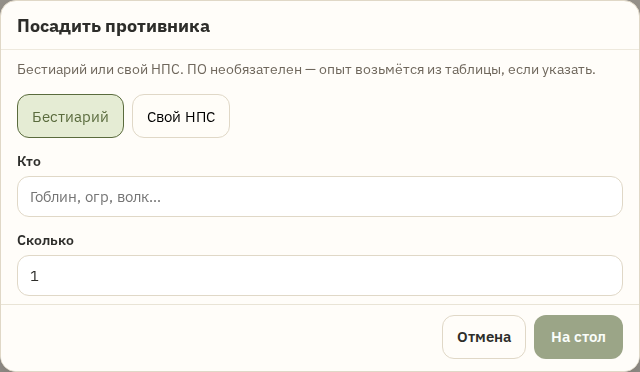 Посадить противника
Бестиарий или свой НПС. ПО необязателен — опыт возьмётся из таблицы, если указать.
Бестиарий Свой НПС
Кто
Гоблин, огр, волк...
Сколько
1
Отмена На стол